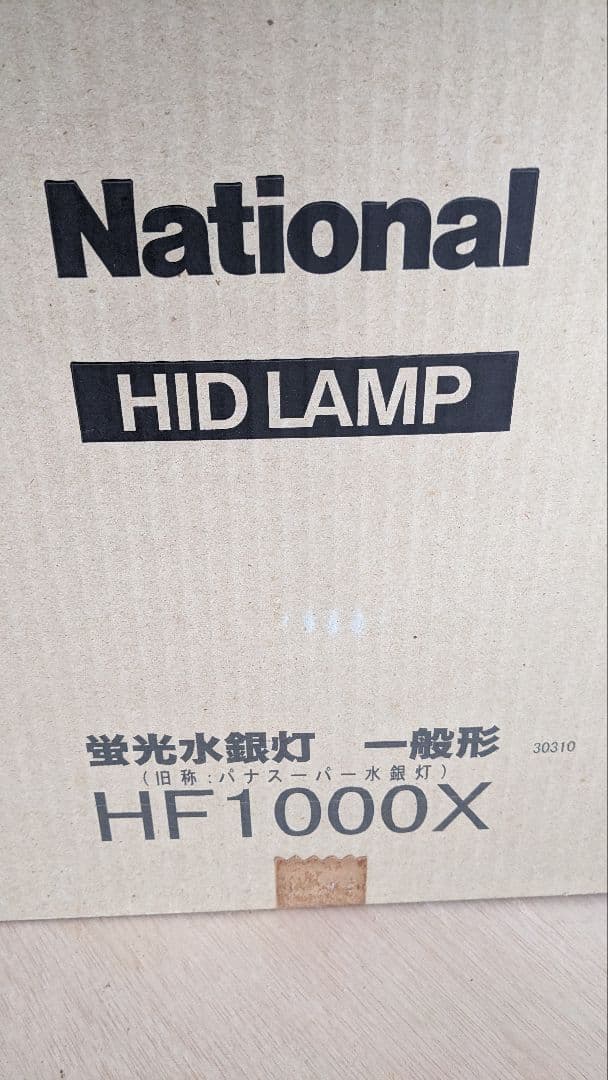 National
HID LAMP
蛍光水銀灯 一般形 30310
(旧称:パナスーパー水銀灯)
HF1000X